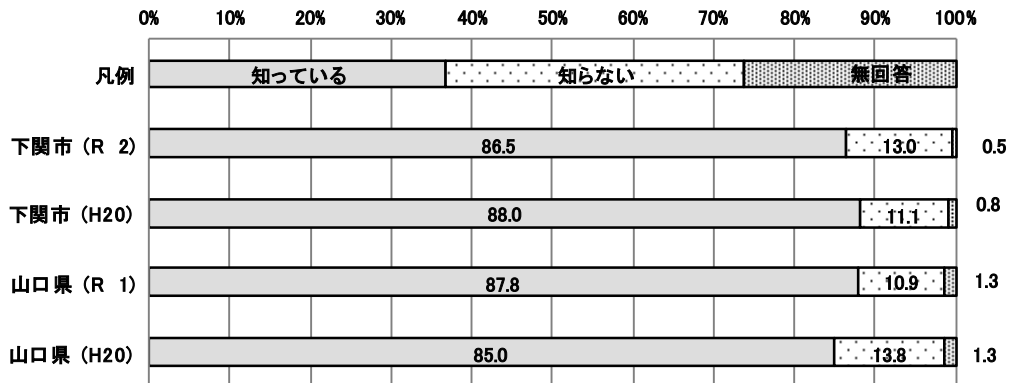 0% 10% 20% 30% 40% 50% 60% 70% 80% 90% 100%
凡例 知っている 知らない 無回答
下関市(R 2) 86.5 13.0 0.5
下関市(H20) 88.0 11.1 0.8
山口県(R 1) 87.8 10.9 1.3
山口県(H20) 85.0 13.8 1.3